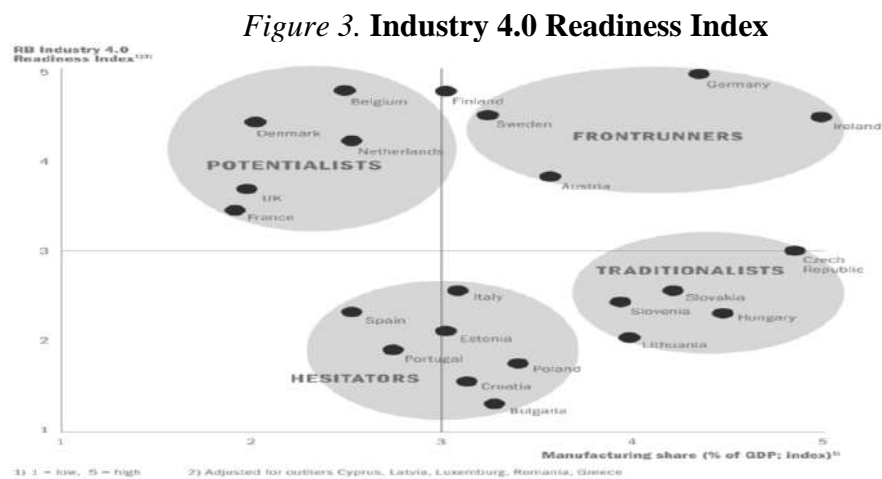 Figure 3. Industry 4.0 Readiness Index
RB Industry 4.0
Readiness Index¹⁾²⁾
5
Belgium
Finland
Germany
Denmark
Sweden
Ireland
FRONTRUNNERS
4
Netherlands
POTENTIALISTS
Austria
UK
France
3
Czech
Republic
TRADITIONALISTS
Italy
Slovakia
Slovenia
Spain
Hungary
Estonia
2
Lithuania
Portugal
Poland
HESITATORS
Croatia
Bulgaria
1
1
2
3
4
5
Manufacturing share (% of GDP; index)¹⁾
1) 1 = low, 5 = high
2) Adjusted for outliers Cyprus, Latvia, Luxemburg, Romania, Greece